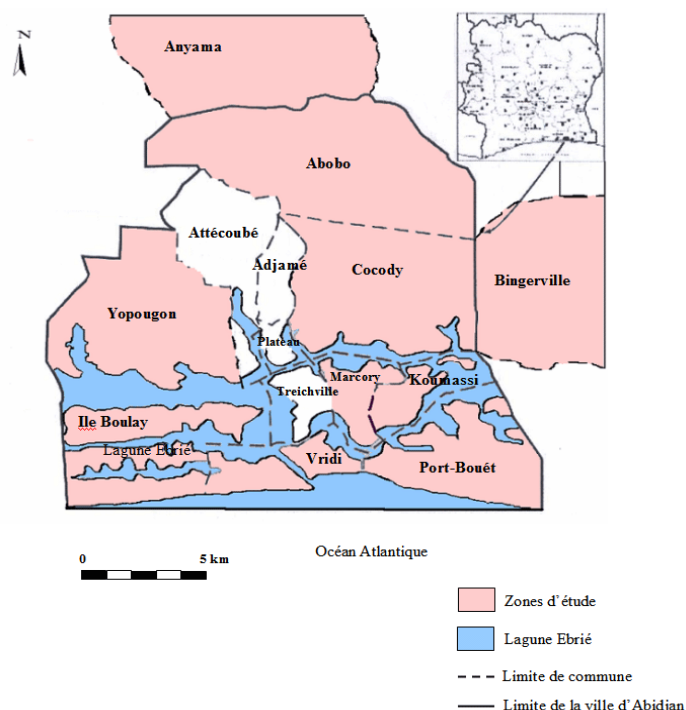 N
Anyama
Abobo
Attécoubé
Adjamé
Cocody
Bingerville
Yopougon
Plateau
Treichville
Marcory
Koumassi
Ile Boulay
Lagune Ebrié
Vridi
Port-Bouét
0 5 km
Océan Atlantique
Zones d'étude
Lagune Ebrié
Limite de commune
Limite de la ville d'Abidjan